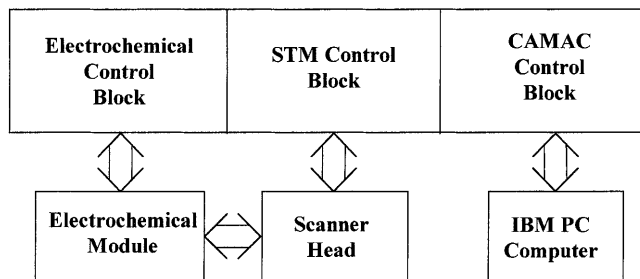 Electrochemical
Control
Block
STM Control
Block
CAMAC
Control
Block
Electrochemical
Module
Scanner
Head
IBM PC
Computer